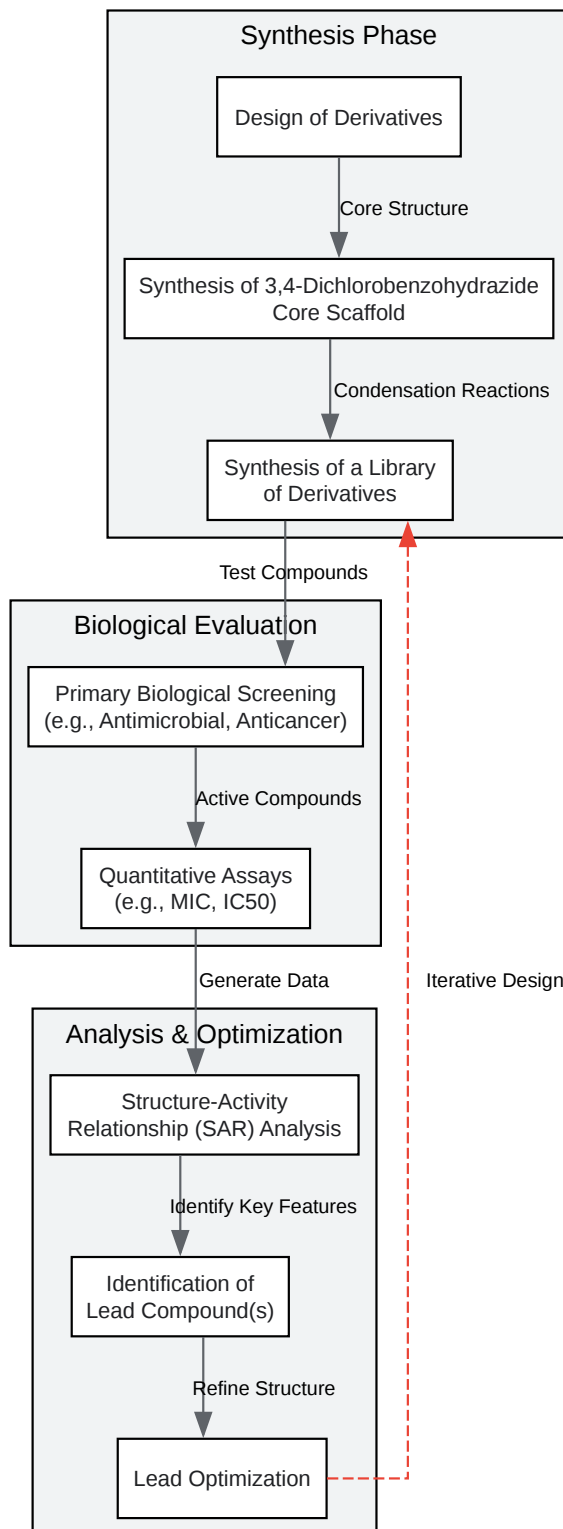 Synthesis Phase
Design of Derivatives
Core Structure
Synthesis of 3,4-Dichlorobenzohydrazide
Core Scaffold
Condensation Reactions
Synthesis of a Library
of Derivatives
Test Compounds
Biological Evaluation
Primary Biological Screening
(e.g., Antimicrobial, Anticancer)
Active Compounds
Quantitative Assays
(e.g., MIC, IC50)
Generate Data
Iterative Design
Analysis & Optimization
Structure-Activity
Relationship (SAR) Analysis
Identify Key Features
Identification of
Lead Compound(s)
Refine Structure
Lead Optimization